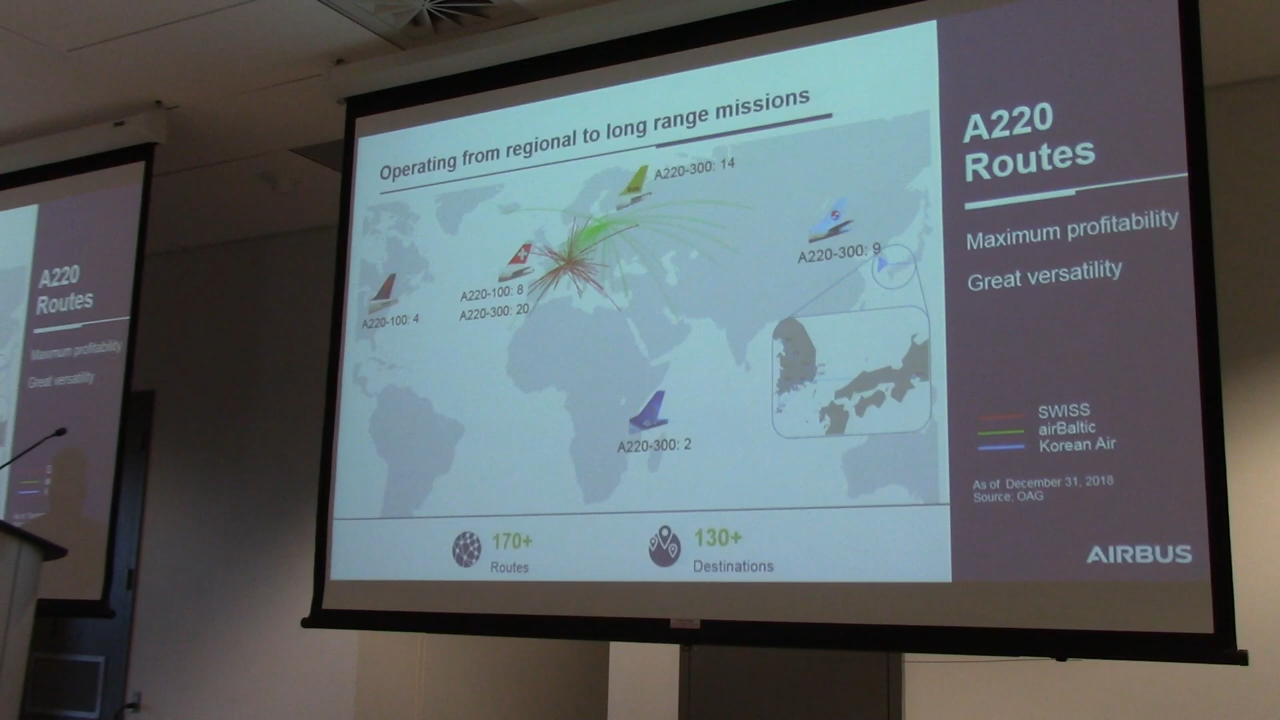 Operating from regional to long range missions
A220-300: 14
A220-300: 9
A220-100: 8
A220-300: 20
A220-100: 4
A220-300: 2
170+
Routes
130+
Destinations
A220
Routes
Maximum profitability
Great versatility
SWISS
airBaltic
Korean Air
As of December 31, 2018
Source: OAG
AIRBUS
A220
Routes
Maximum profitability
Great versatility